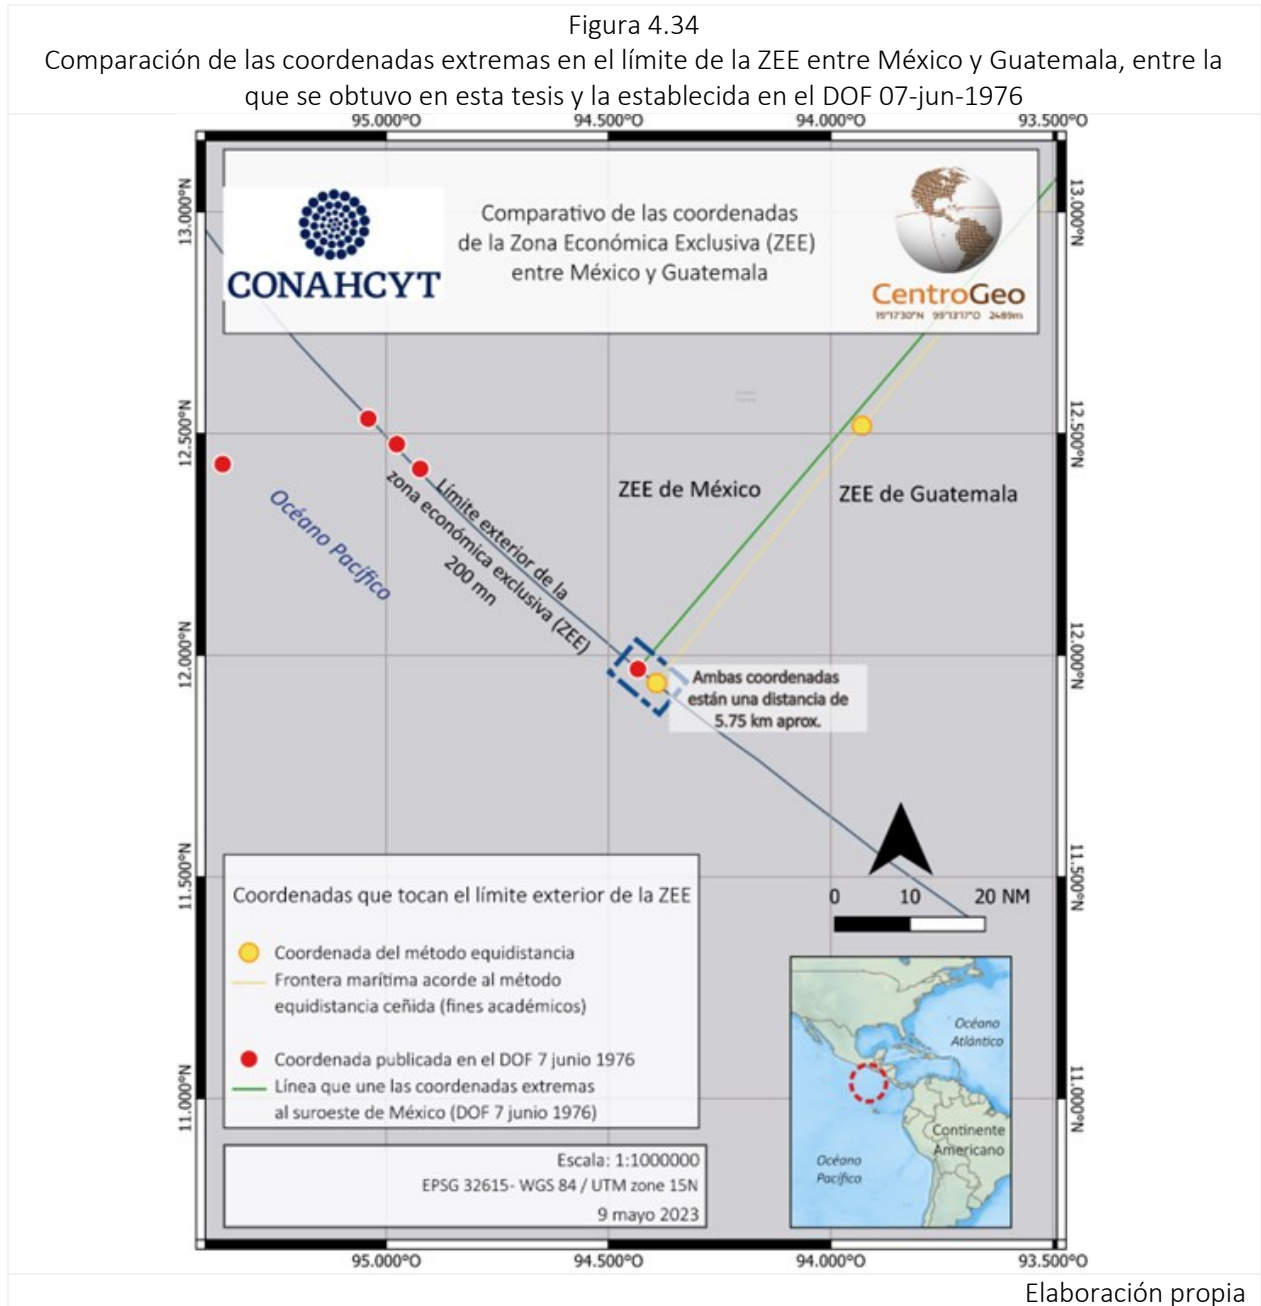 Figura 4.34
Comparación de las coordenadas extremas en el límite de la ZEE entre México y Guatemala, entre la
que se obtuvo en esta tesis y la establecida en el DOF 07-jun-1976
95.000°O 94.500°O 94.000°O 93.500°O
13.000°N
13.000°N
CONAHCYT
Comparativo de las coordenadas
de la Zona Económica Exclusiva (ZEE)
entre México y Guatemala
CentroGeo
19°17'30"N 99°13'17"O 2489m
12.500°N
12.500°N
ZEE de México
ZEE de Guatemala
Océano Pacífico
Límite exterior de la
zona económica exclusiva (ZEE)
200 mn
12.000°N
12.000°N
Ambas coordenadas
están una distancia de
5.75 km aprox.
11.500°N
11.500°N
0 10 20 NM
Coordenadas que tocan el límite exterior de la ZEE
Coordenada del método equidistancia
Frontera marítima acorde al método
equidistancia ceñida (fines académicos)
Coordenada publicada en el DOF 7 junio 1976
Línea que une las coordenadas extremas
al suroeste de México (DOF 7 junio 1976)
11.000°N
11.000°N
Océano
Atlántico
Continente
Americano
Océano
Pacífico
Escala: 1:1000000
EPSG 32615- WGS 84 / UTM zone 15N
9 mayo 2023
95.000°O 94.500°O 94.000°O 93.500°O
Elaboración propia